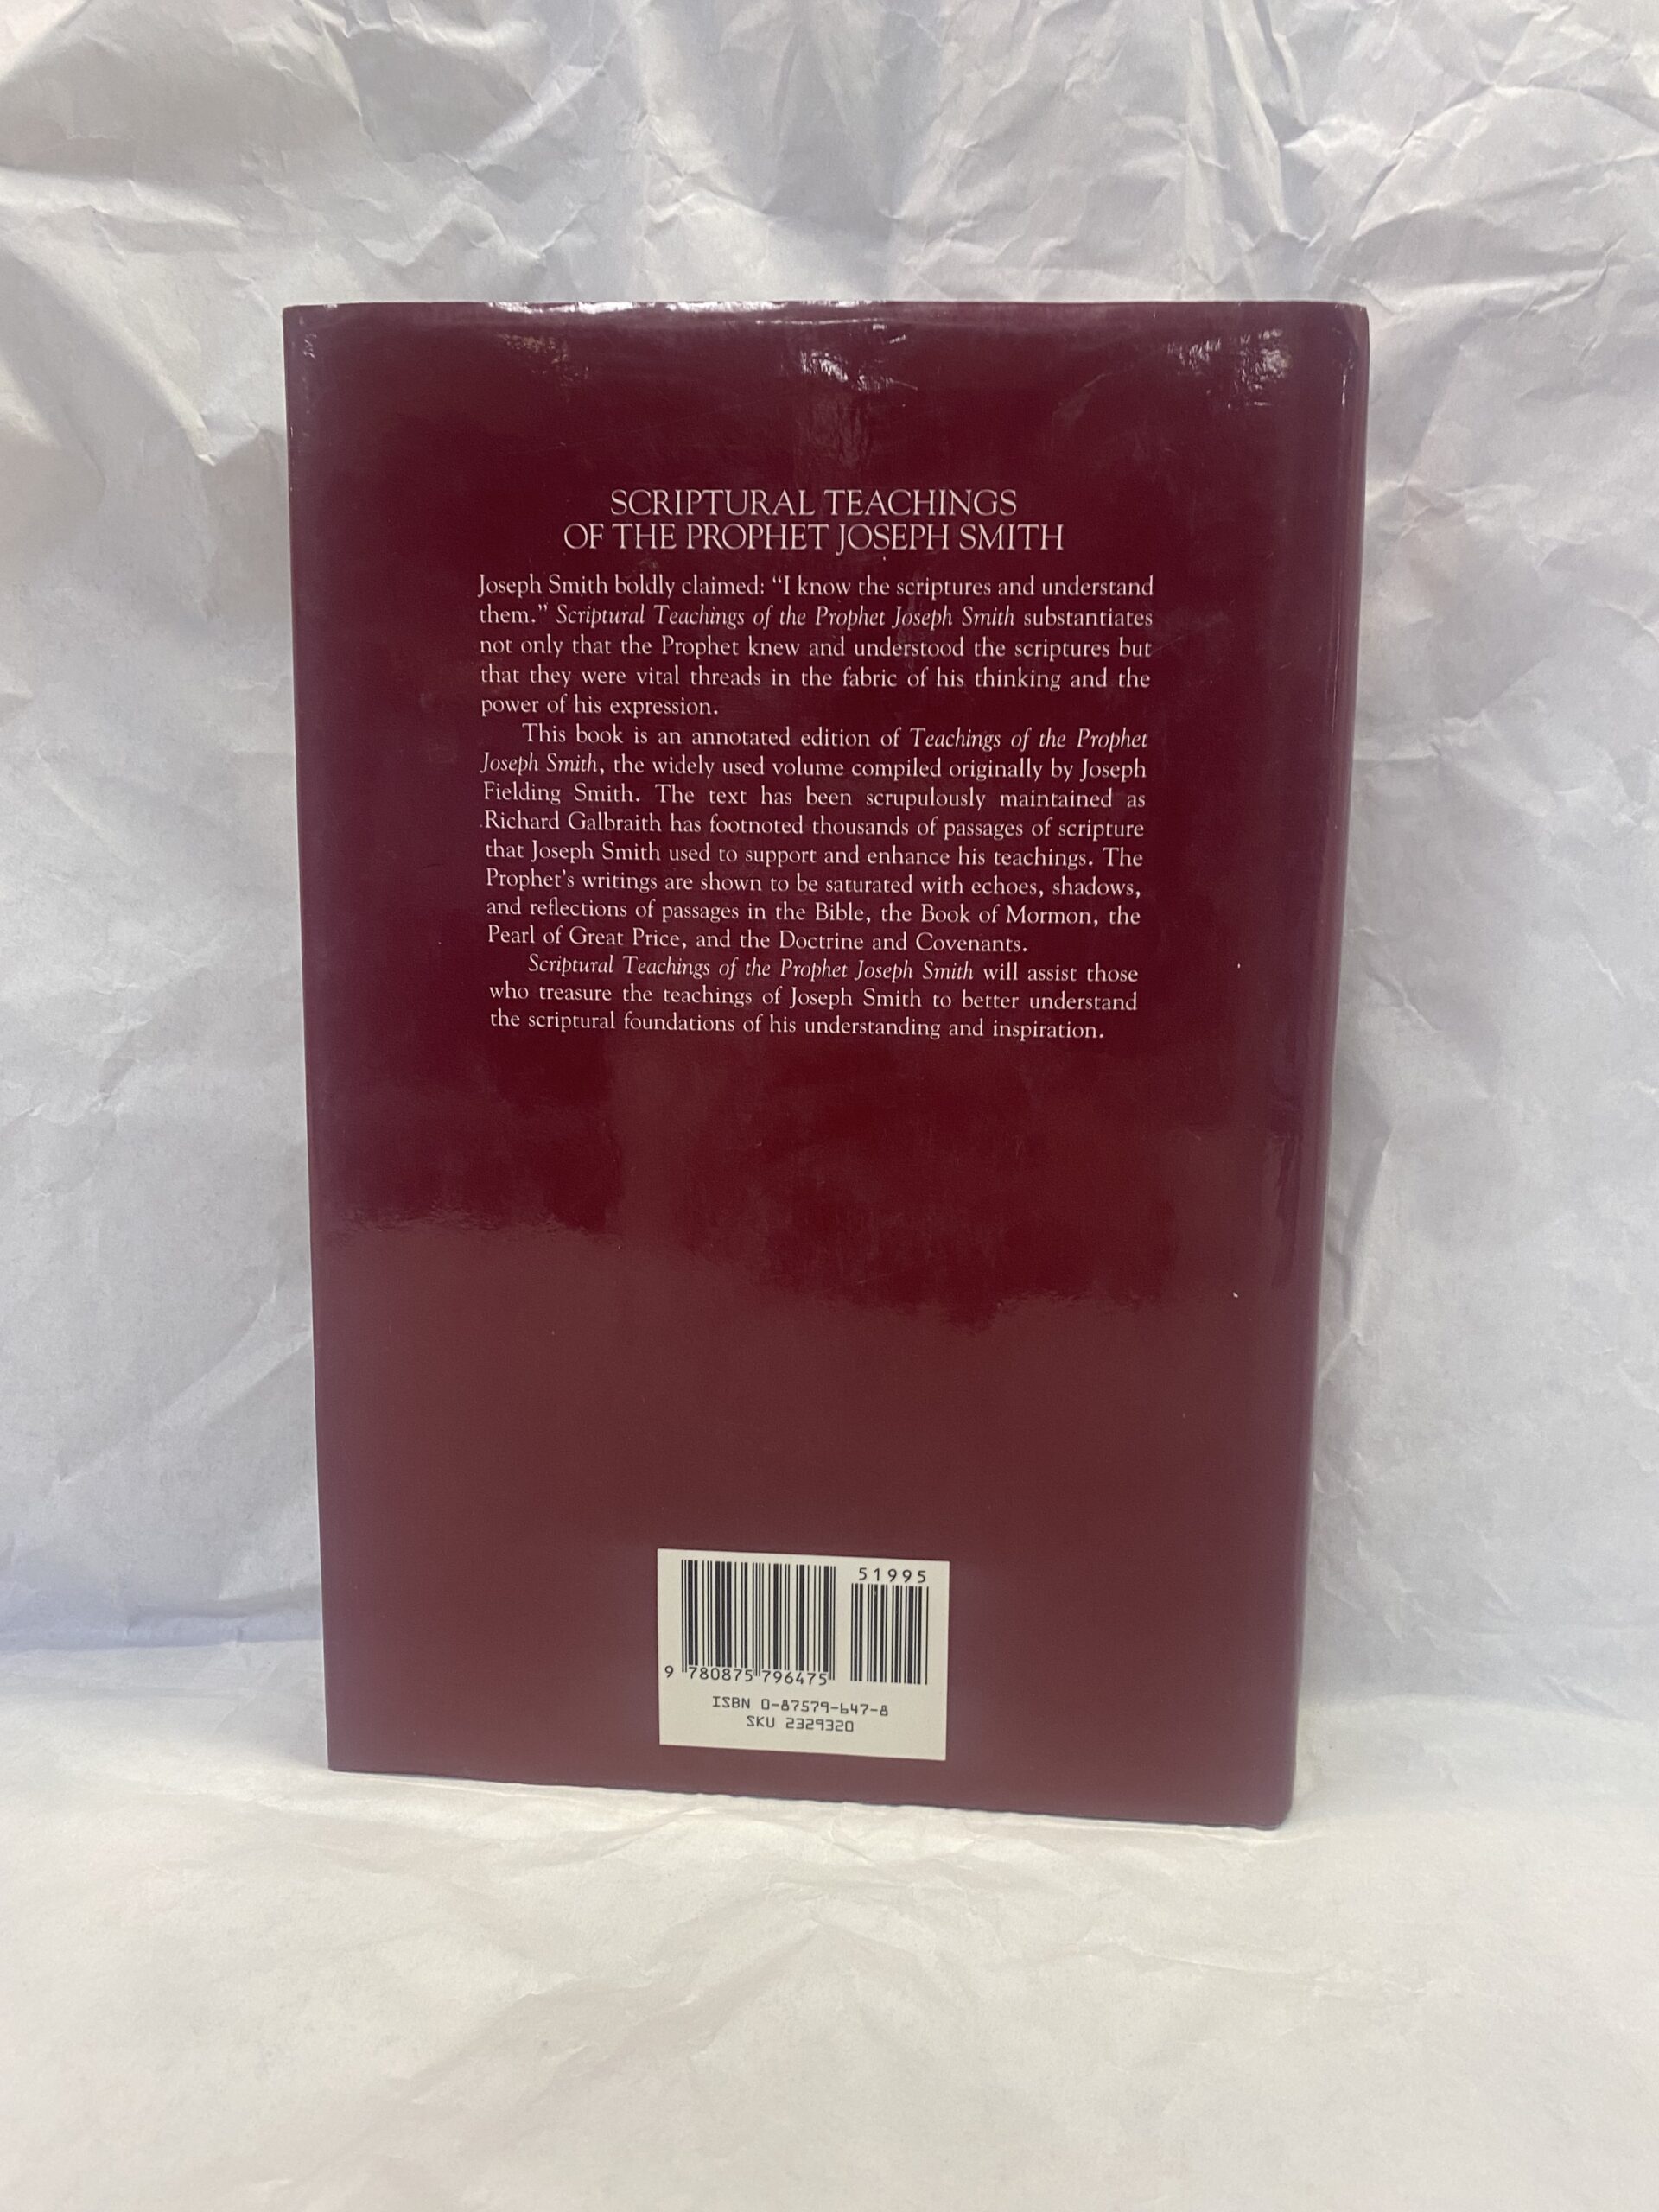 SCRIPTURAL TEACHINGS
OF THE PROPHET JOSEPH SMITH
Joseph Smith boldly claimed: “I know the scriptures and understand
them.” Scriptural Teachings of the Prophet Joseph Smith substantiates
not only that the Prophet knew and understood the scriptures but
that they were vital threads in the fabric of his thinking and the
power of his expression.
This book is an annotated edition of Teachings of the Prophet
Joseph Smith, the widely used volume compiled originally by Joseph
Fielding Smith. The text has been scrupulously maintained as
Richard Galbraith has footnoted thousands of passages of scripture
that Joseph Smith used to support and enhance his teachings. The
Prophet’s writings are shown to be saturated with echoes, shadows,
and reflections of passages in the Bible, the Book of Mormon, the
Pearl of Great Price, and the Doctrine and Covenants.
Scriptural Teachings of the Prophet Joseph Smith will assist those
who treasure the teachings of Joseph Smith to better understand
the scriptural foundations of his understanding and inspiration.
51995
9 780875 796475
ISBN 0-87579-647-8
SKU 2329320